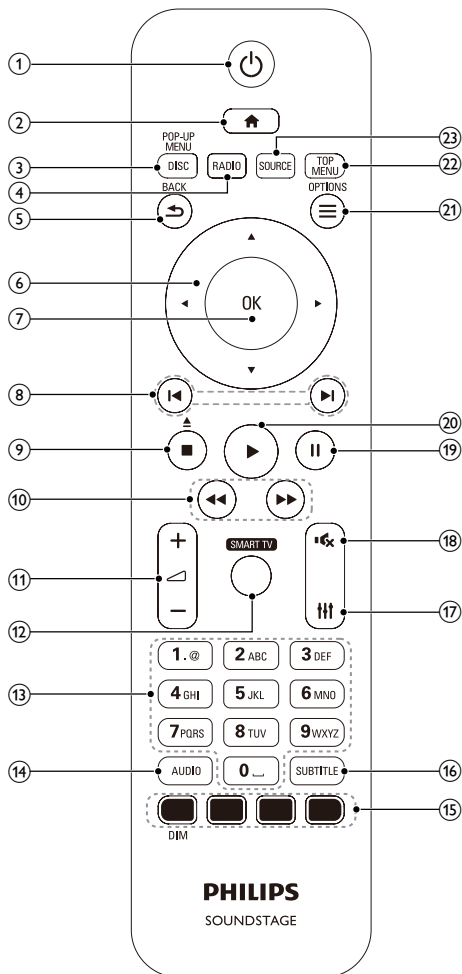 ①
②
POP-UP
MENU
③ DISC RADIO SOURCE TOP
MENU ㉓
㉒
④
BACK OPTIONS
⑤ ㉑
⑥
OK
⑦
⑧
⑳
⑨ ⑲
⑩
+ SMART TV ⑱
⑪
−
⑫ ⑰
1.@ 2 ABC 3 DEF
⑬
4 GHI 5 JKL 6 MNO
7 PQRS 8 TUV 9 WXYZ
⑭ AUDIO 0 SUBTITLE ⑯
⑮
DIM
PHILIPS
SOUNDSTAGE